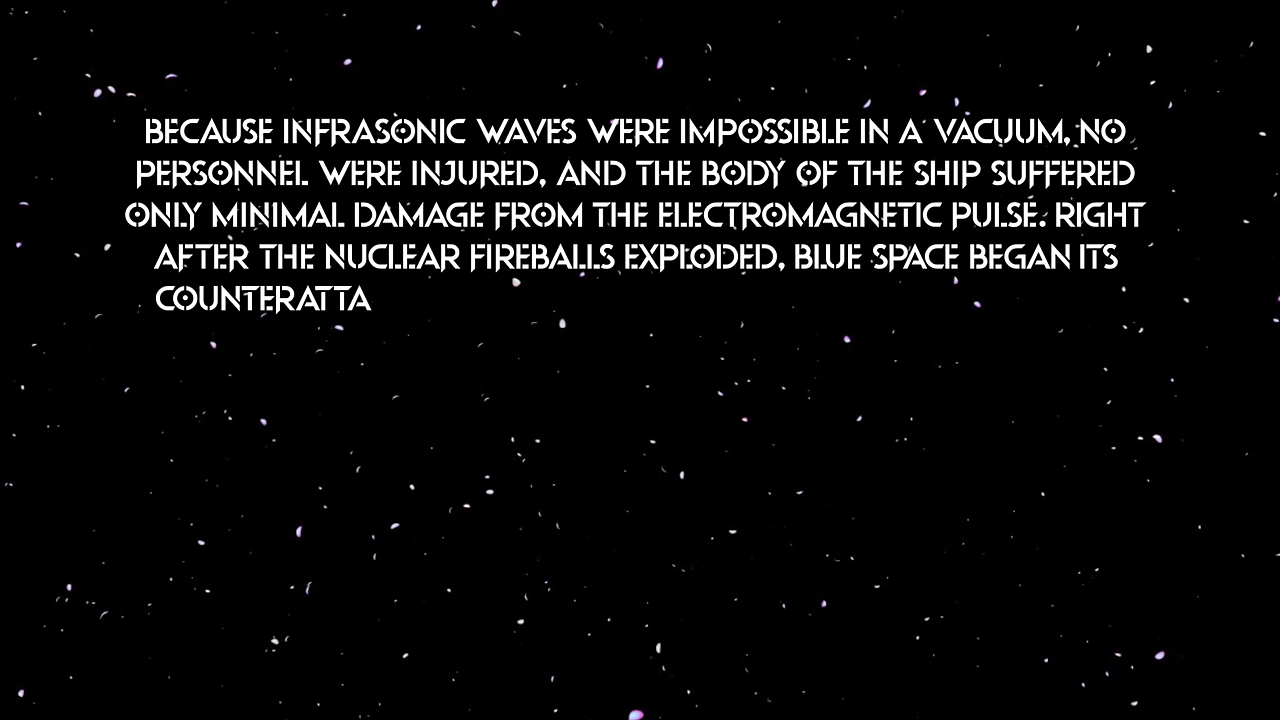 BECAUSE INFRASONIC WAVES WERE IMPOSSIBLE IN A VACUUM, NO
PERSONNEL WERE INJURED, AND THE BODY OF THE SHIP SUFFERED
ONLY MINIMAL DAMAGE FROM THE ELECTROMAGNETIC PULSE. RIGHT
AFTER THE NUCLEAR FIREBALLS EXPLODED, BLUE SPACE BEGAN ITS
COUNTERATTA